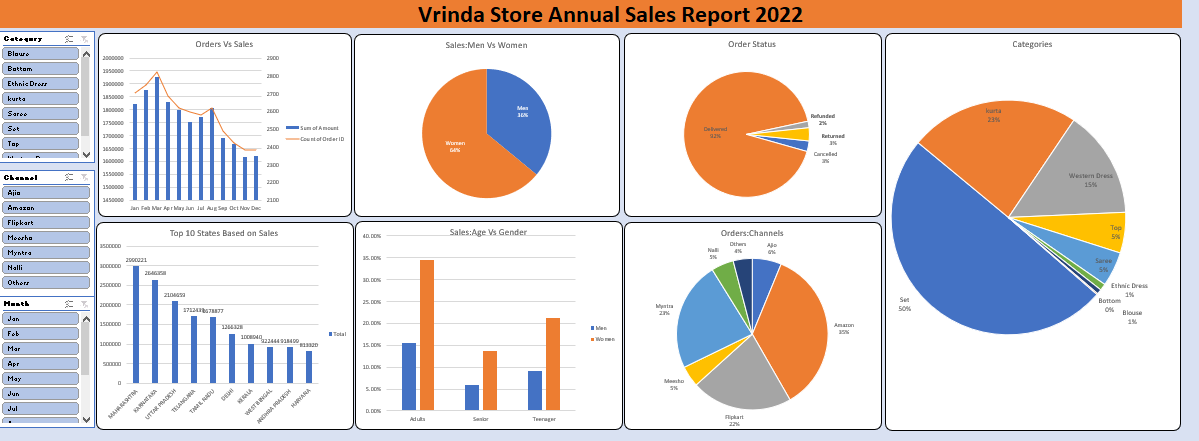 Vrinda Store Annual Sales Report 2022
Category
Blouse
Bottom
Ethnic Dress
kurta
Saree
Set
Top
Channel
Ajio
Amazon
Flipkart
Meesho
Myntra
Nalli
Others
Month
Jan
Feb
Mar
Apr
May
Jun
Jul
Orders Vs Sales
2000000
1950000
1900000
1850000
1800000
1750000
1700000
1650000
1600000
1550000
1500000
1450000
2900
2800
2700
2600
2500
2400
2300
2200
2100
Jan Feb Mar Apr May Jun Jul Aug Sep Oct Nov Dec
Sum of Amount
Count of Order ID
Sales:Men Vs Women
Men
36%
Women
64%
Order Status
Delivered
92%
Refunded
2%
Returned
3%
Cancelled
3%
Categories
kurta
23%
Western Dress
15%
Top
5%
Saree
5%
Ethnic Dress
1%
Bottom
0%
Blouse
1%
Set
50%
Top 10 States Based on Sales
3500000
3000000
2500000
2000000
1500000
1000000
500000
0
2990221
2646358
2104659
1712439
1678877
1266328
1008040
922444
918499
813320
MAHARASHTRA
KARNATAKA
UTTAR PRADESH
TELANGANA
TAMIL NADU
DELHI
KERALA
WEST BENGAL
ANDHRA PRADESH
HARYANA
Total
Sales:Age Vs Gender
40.00%
35.00%
30.00%
25.00%
20.00%
15.00%
10.00%
5.00%
0.00%
Adults
Senior
Teenager
Men
Women
Orders:Channels
Ajio
6%
Amazon
35%
Flipkart
22%
Meesho
5%
Myntra
23%
Nalli
5%
Others
4%